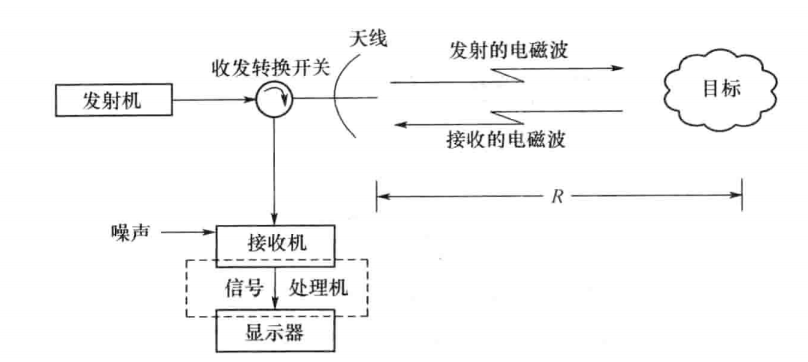 天线
收发转换开关
发射的电磁波
发射机
目标
接收的电磁波
R
噪声
接收机
信号 处理机
显示器